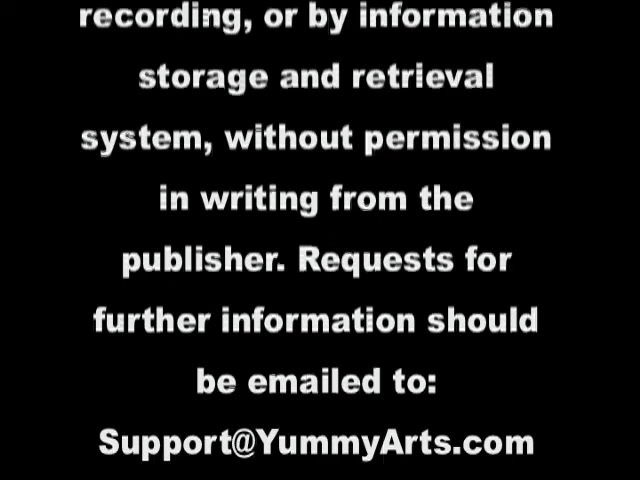 recording, or by information
storage and retrieval
system, without permission
in writing from the
publisher. Requests for
further information should
be emailed to:
Support@YummyArts.com